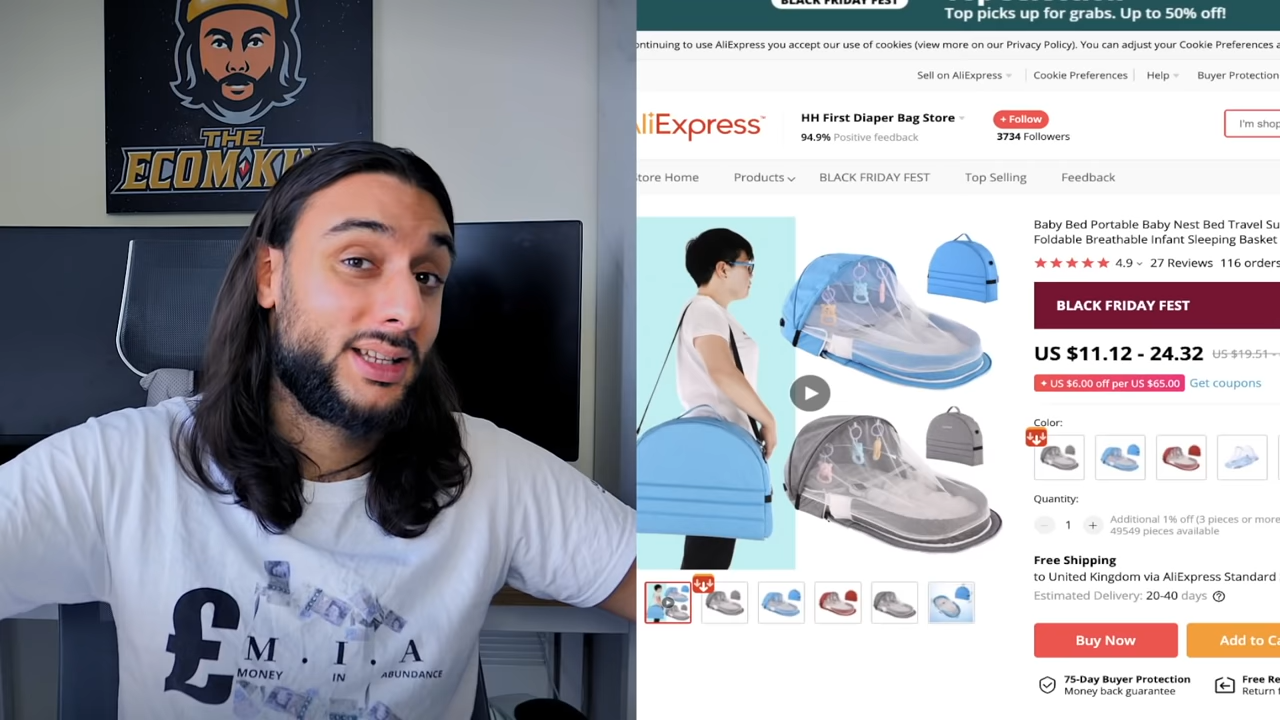 THE
£
M . I . A
MONEY IN ABUNDANCE
BLACK FRIDAY FEST
Top picks up for grabs. Up to 50% off!
ontinuing to use AliExpress you accept our use of cookies (view more on our Privacy Policy). You can adjust your Cookie Preferences a
Sell on AliExpress
Cookie Preferences
Help
Buyer Protection
AliExpress™
HH First Diaper Bag Store
+ Follow
94.9% Positive feedback
3734 Followers
I'm shop
tore Home
Products
BLACK FRIDAY FEST
Top Selling
Feedback
Baby Bed Portable Baby Nest Bed Travel Su
Foldable Breathable Infant Sleeping Basket
4.9
27 Reviews
116 orders
BLACK FRIDAY FEST
US $11.12 - 24.32 US $19.51 -
+ US $6.00 off per US $65.00 Get coupons
Color:
Quantity:
1
Additional 1% off (3 pieces or more
49549 pieces available
Free Shipping
to United Kingdom via AliExpress Standard
Estimated Delivery: 20-40 days
Buy Now
Add to Ca
75-Day Buyer Protection
Money back guarantee
Free Re
Return f